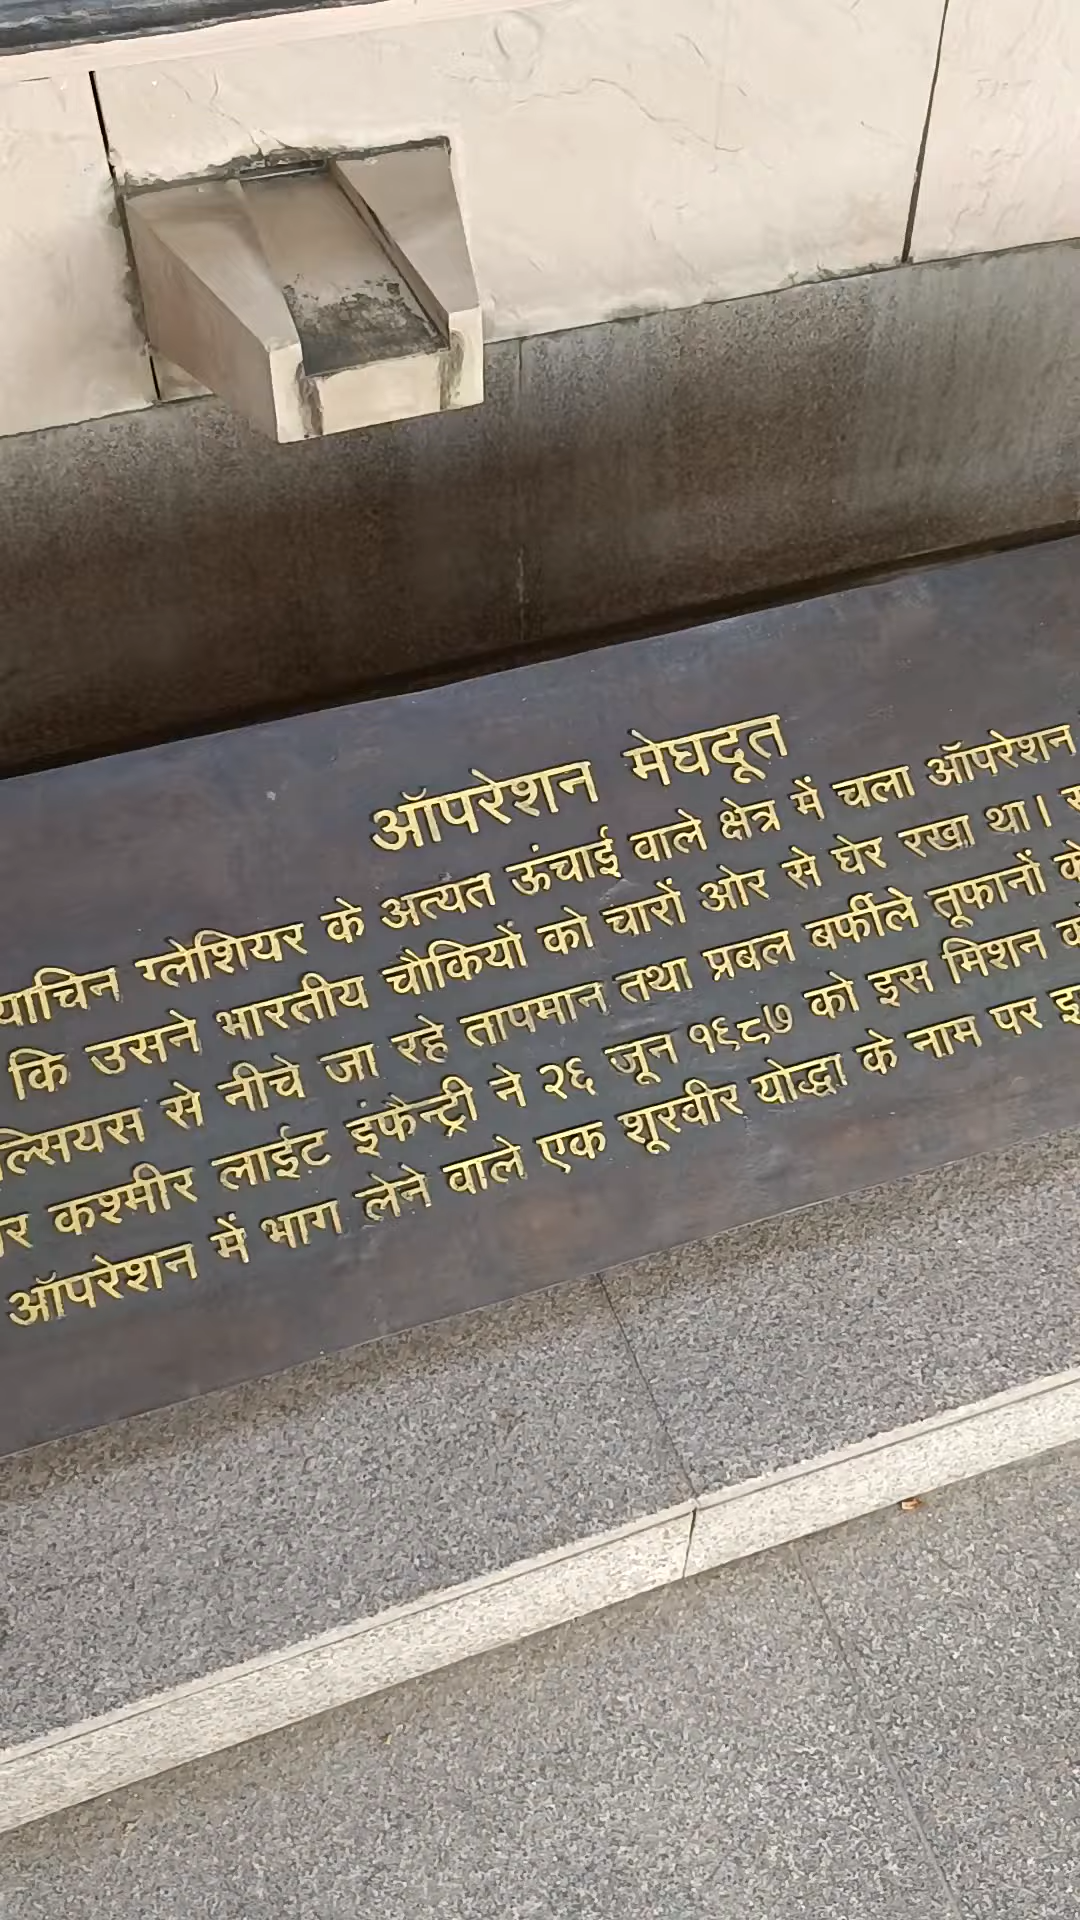 ऑपरेशन मेघदूत
याचिन ग्लेशियर के अत्यत ऊंचाई वाले क्षेत्र में चला ऑपरेशन
कि उसने भारतीय चौकियों को चारों ओर से घेर रखा था।
ल्सियस से नीचे जा रहे तापमान तथा प्रबल बर्फीले तूफानों
कश्मीर लाईट इंफैन्ट्री ने २६ जून १९८७ को इस मिशन
ऑपरेशन में भाग लेने वाले एक शूरवीर योद्धा के नाम पर